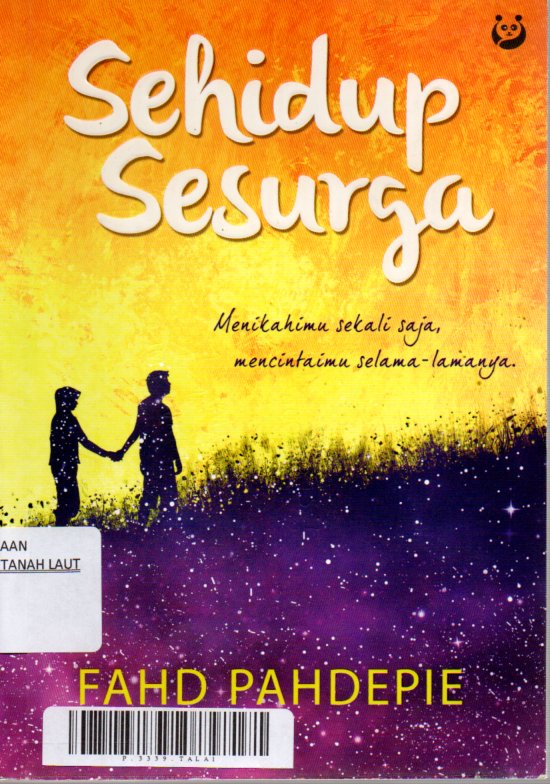 Sehidup
Sesurga
Menikahimu sekali saja,
mencintaimu selama-lamanya.
AAN
TANAH LAUT
FAHD PAHDEPIE
P.3339.TALA1